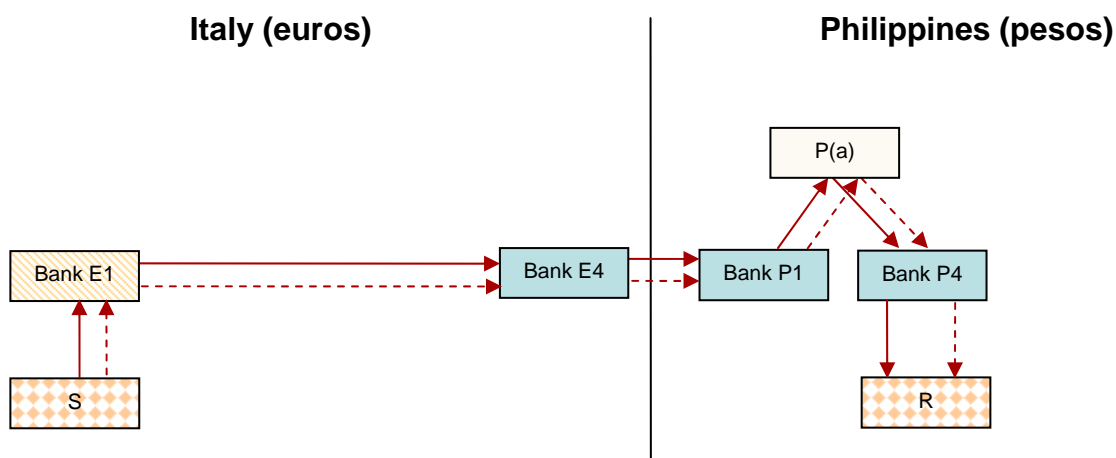 Italy (euros)
Philippines (pesos)
P(a)
Bank E1
Bank E4
Bank P1
Bank P4
S
R